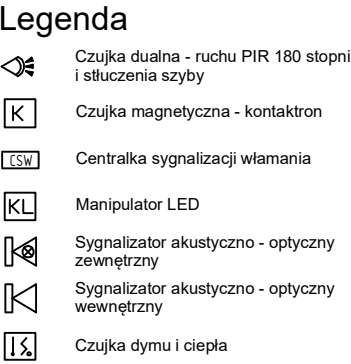 Legenda
Czujka dualna - ruchu PIR 180 stopni
i stłuczenia szyby
K
Czujka magnetyczna - kontaktron
CSW
Centralka sygnalizacji włamania
KL
Manipulator LED
Sygnalizator akustyczno - optyczny
zewnętrzny
Sygnalizator akustyczno - optyczny
wewnętrzny
Czujka dymu i ciepła